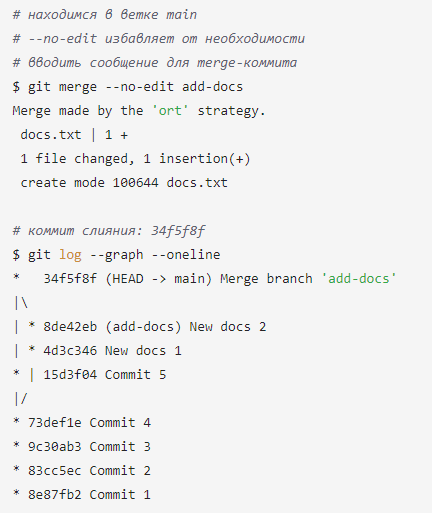 # находимся в ветке main
# --no-edit избавляет от необходимости
# вводить сообщение для merge-коммита
$ git merge --no-edit add-docs
Merge made by the 'ort' strategy.
 docs.txt | 1 +
 1 file changed, 1 insertion(+)
 create mode 100644 docs.txt

# коммит слияния: 34f5f8f
$ git log --graph --oneline
*   34f5f8f (HEAD -> main) Merge branch 'add-docs'
|\
| * 8de42eb (add-docs) New docs 2
| * 4d3c346 New docs 1
* | 15d3f04 Commit 5
|/
* 73def1e Commit 4
* 9c30ab3 Commit 3
* 83cc5ec Commit 2
* 8e87fb2 Commit 1